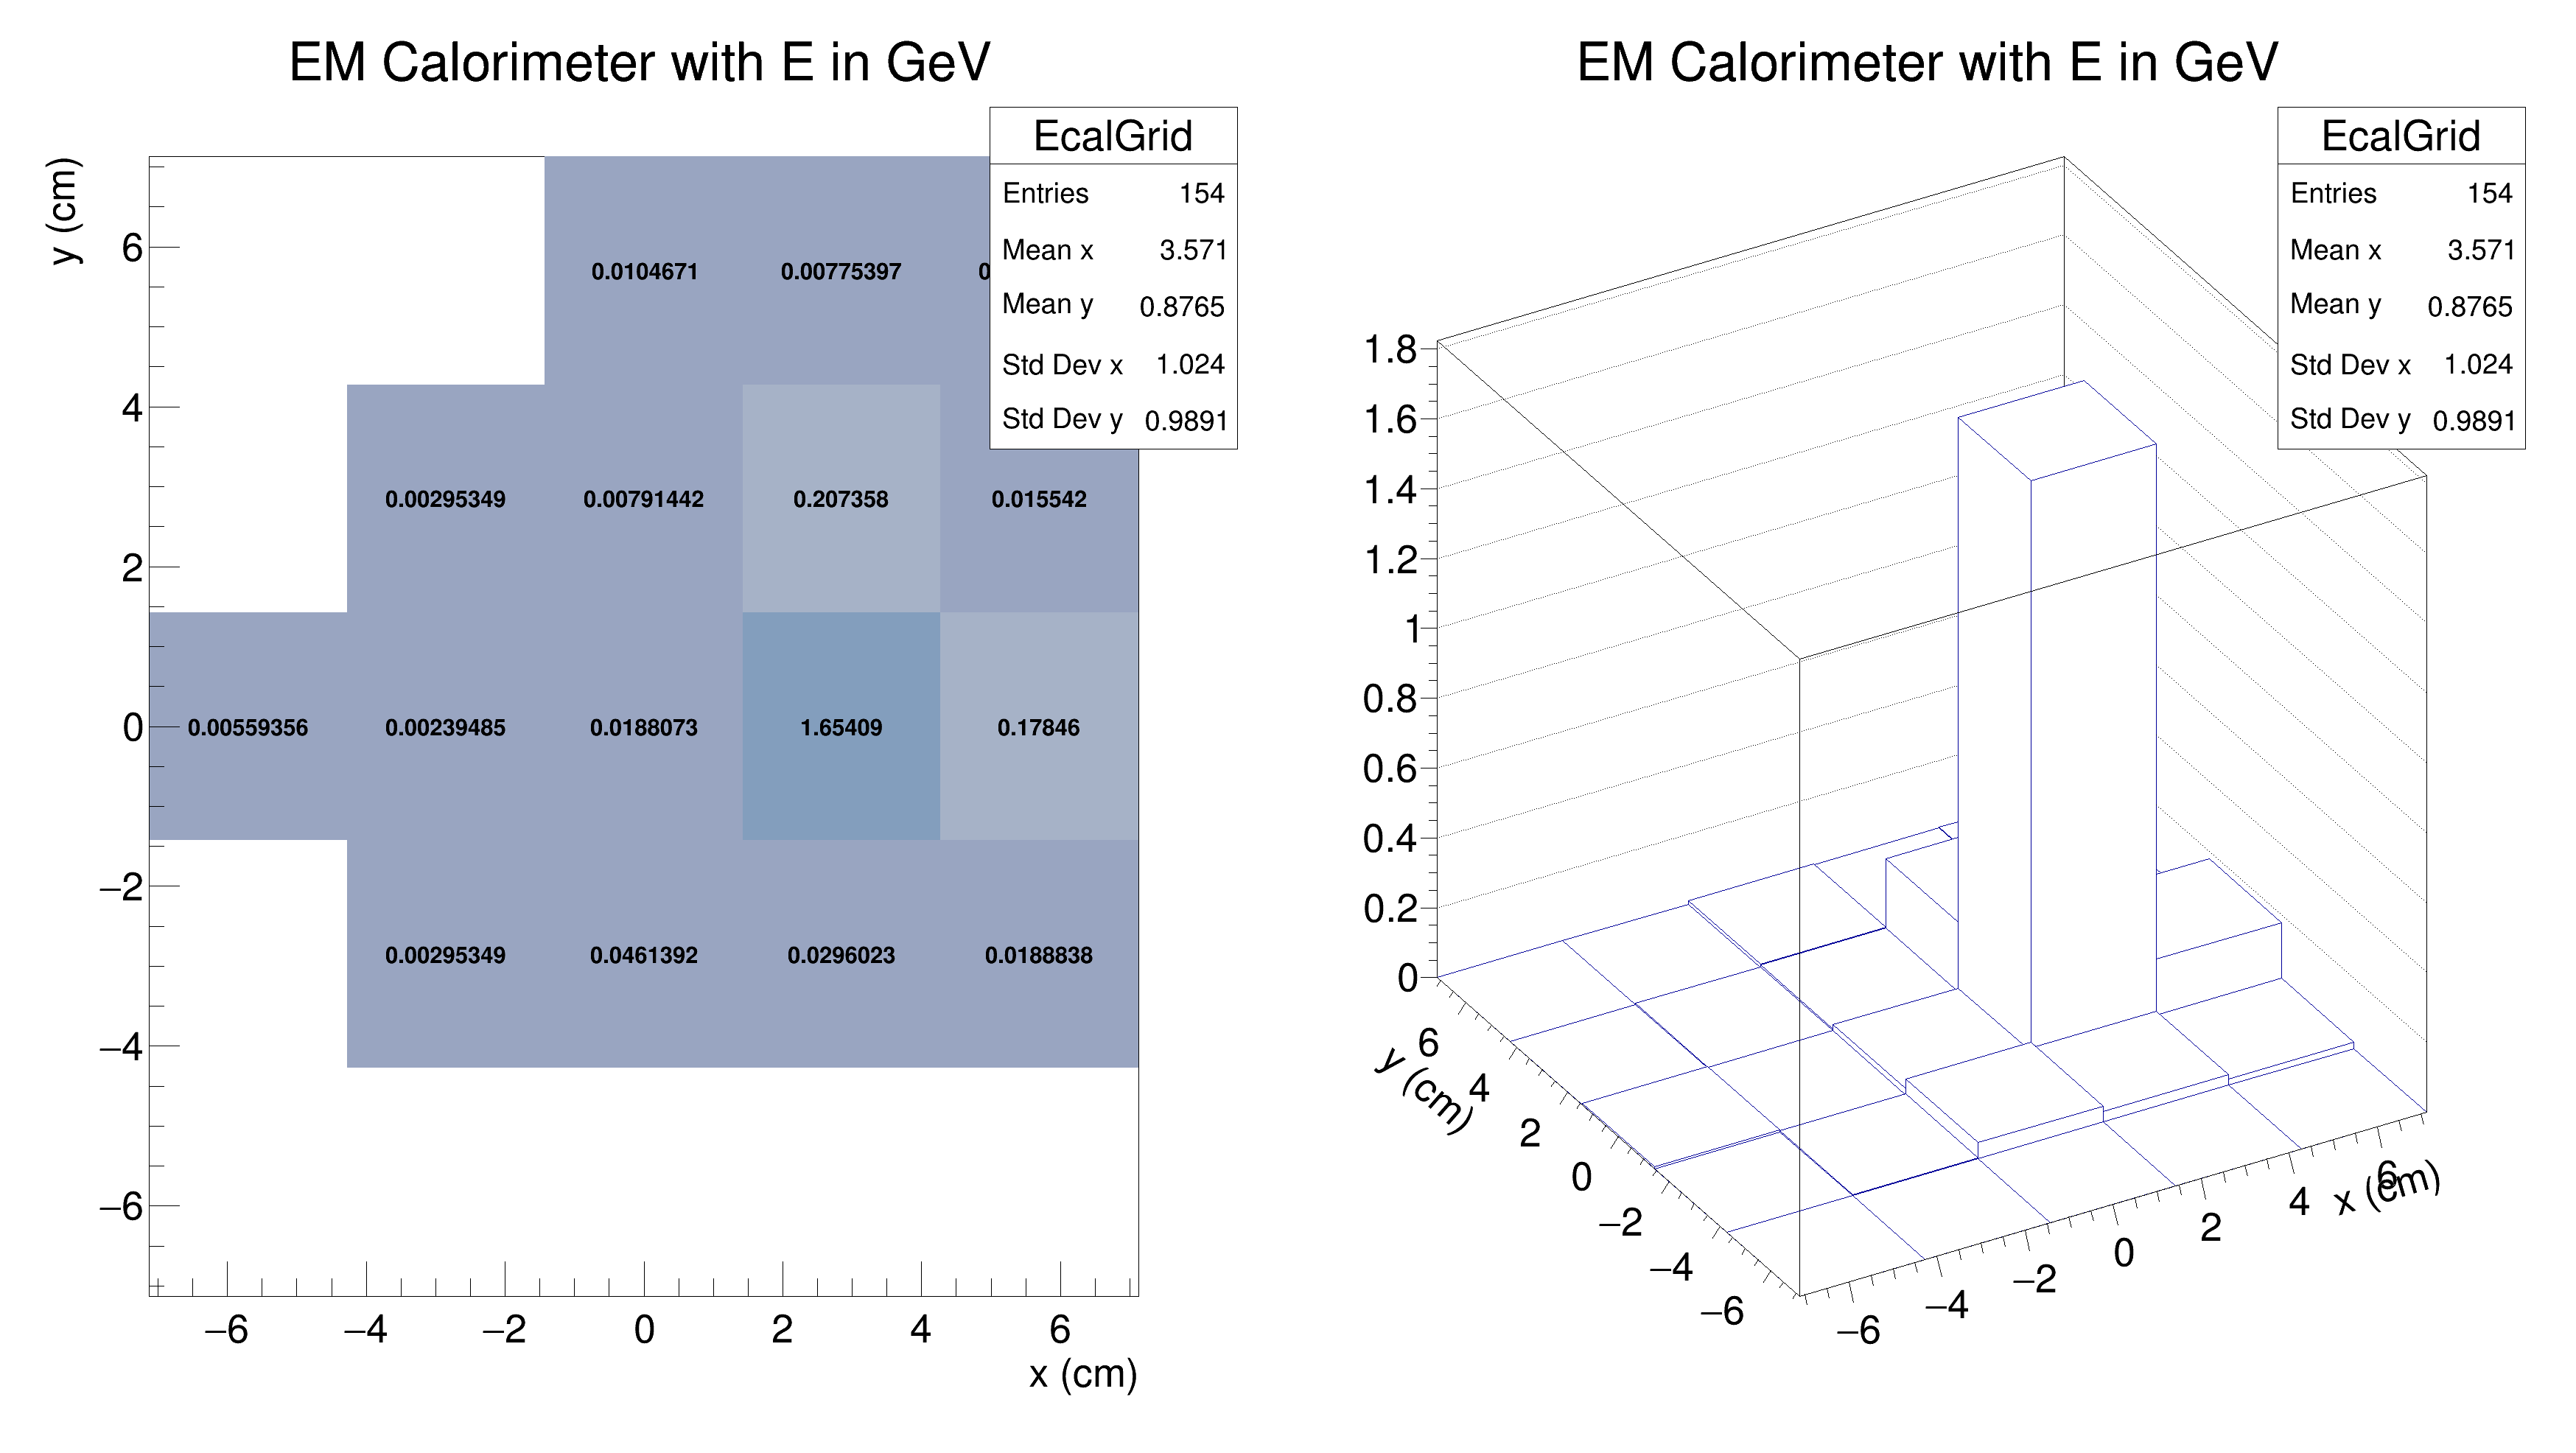 EM Calorimeter with E in GeV
EcalGrid
Entries 154
Mean x 3.571
Mean y 0.8765
Std Dev x 1.024
Std Dev y 0.9891
y (cm)
6
4
2
0
−2
−4
−6
0.0104671 0.00775397
0.00295349 0.00791442 0.207358 0.015542
0.00559356 0.00239485 0.0188073 1.65409 0.17846
0.00295349 0.0461392 0.0296023 0.0188838
−6 −4 −2 0 2 4 6
x (cm)
EM Calorimeter with E in GeV
EcalGrid
Entries 154
Mean x 3.571
Mean y 0.8765
Std Dev x 1.024
Std Dev y 0.9891
1.8
1.6
1.4
1.2
1
0.8
0.6
0.4
0.2
0
y (cm)
6
4
2
0
−2
−4
−6
−6
−4
−2
0
2
4
6
x (cm)